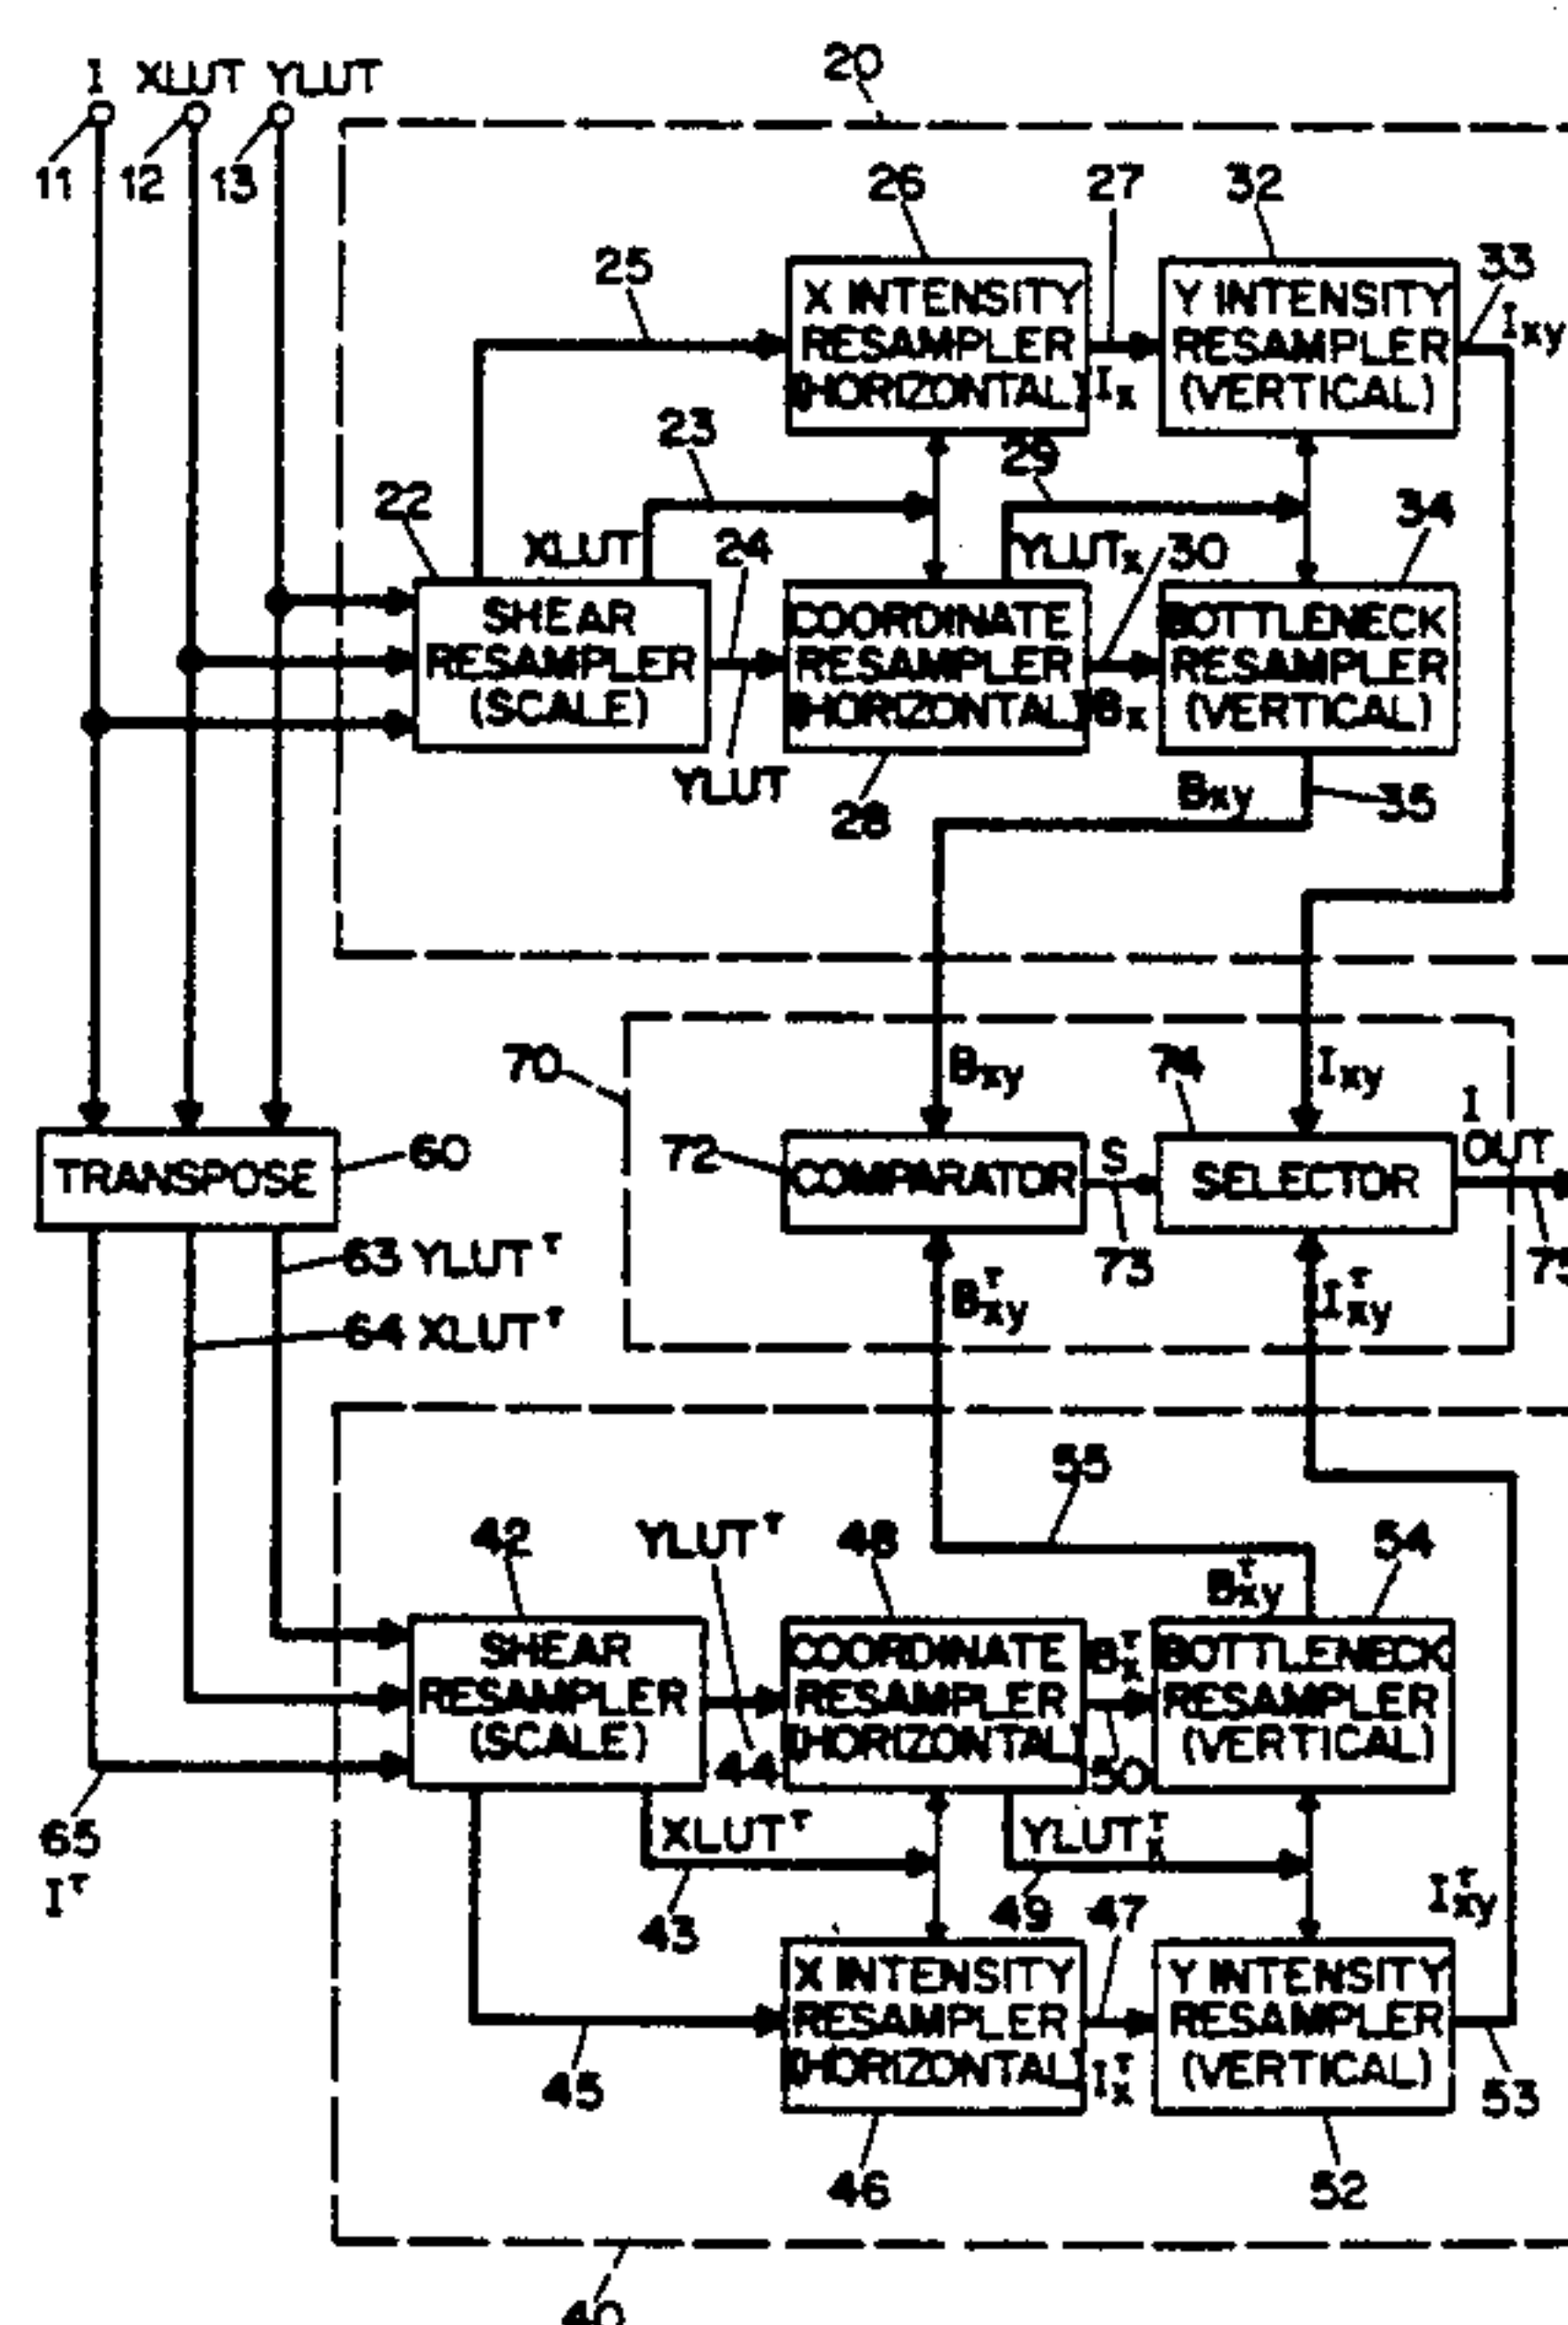 I XLUT YLUT
11 12 13
20
26 27 32
25
33
X INTENSITY
RESAMPLER
(HORIZONTAL)
Ix
Y INTENSITY
RESAMPLER
(VERTICAL)
Ixy
23 29
22 XLUT 24 YLUTx 30 34
SHEAR
RESAMPLER
(SCALE)
COORDINATE
RESAMPLER
(HORIZONTAL)
Bx
BOTTLENECK
RESAMPLER
(VERTICAL)
YLUT
28
Bxy
35
70 Bxy 74 Ixy
I
OUT
TRANSPOSE 60
72 COMPARATOR S SELECTOR
73 75
63 YLUTᵀ
64 XLUTᵀ
Bᵀxy Iᵀxy
55
42 YLUTᵀ 48 54
Bᵀxy
SHEAR
RESAMPLER
(SCALE)
44
COORDINATE
RESAMPLER
(HORIZONTAL)
Bᵀx
50
BOTTLENECK
RESAMPLER
(VERTICAL)
65
Iᵀ
XLUTᵀ YLUTᵀx
43 49 47
Iᵀxy
X INTENSITY
RESAMPLER
(HORIZONTAL)
Iᵀx
Y INTENSITY
RESAMPLER
(VERTICAL)
45 53
46 52
40